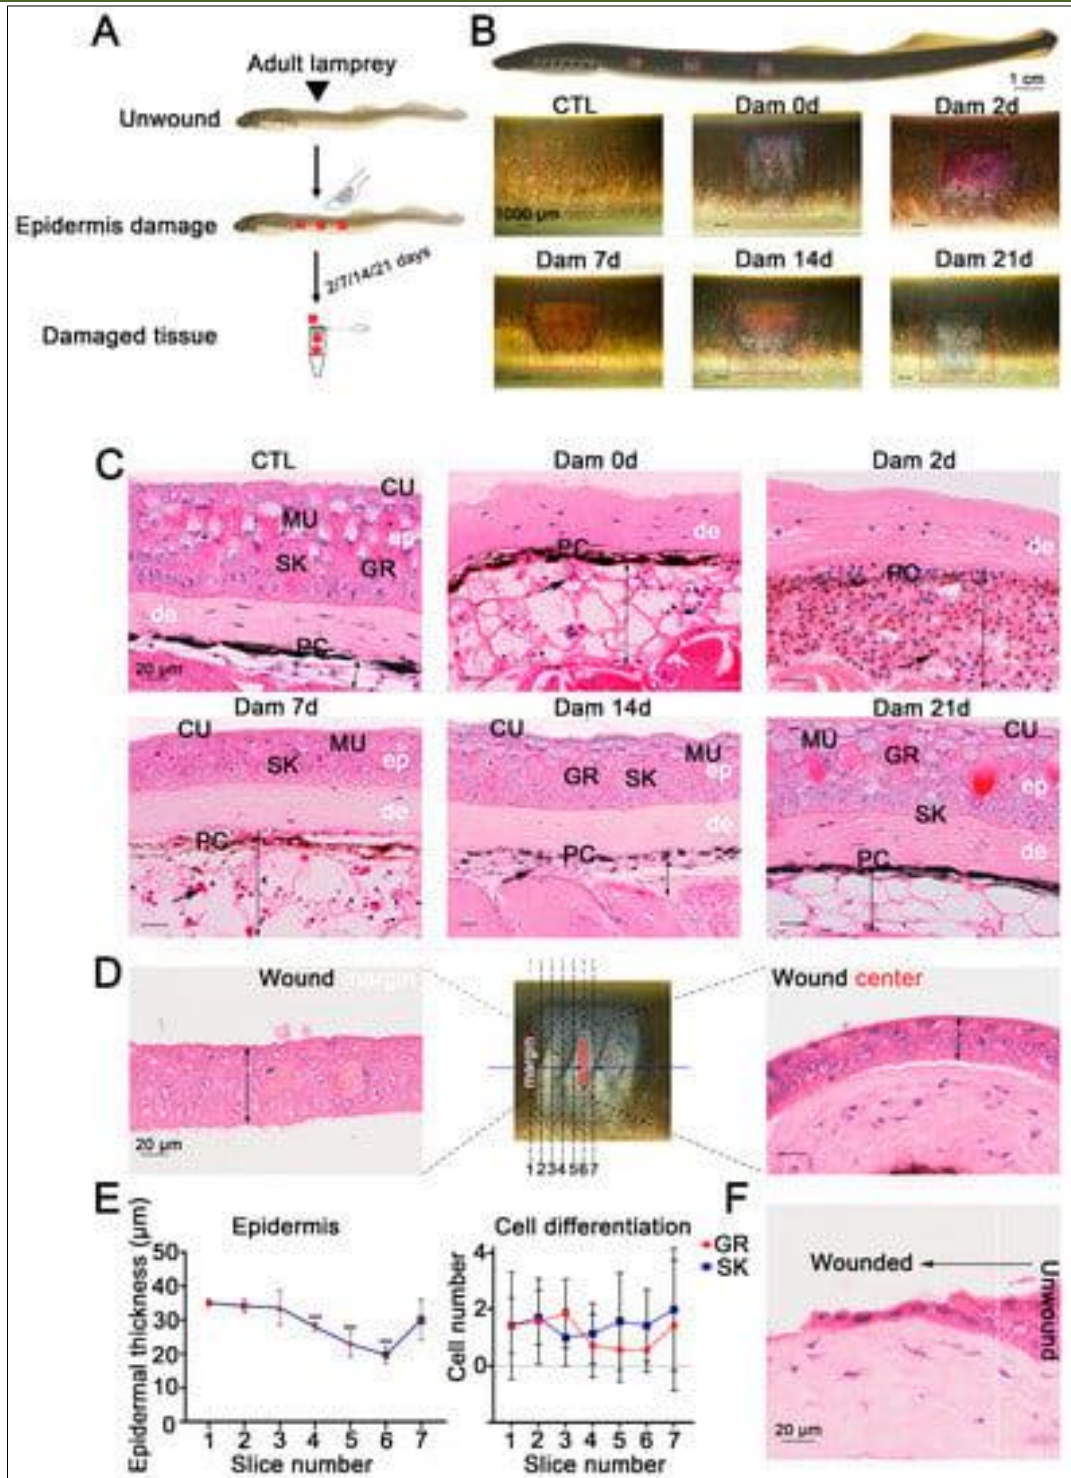 A
Adult lamprey
Unwound
Epidermis damage
2/7/14/21 days
Damaged tissue
B
1 cm
CTL
Dam 0d
Dam 2d
1000 μm
Dam 7d
Dam 14d
Dam 21d
C
CTL
Dam 0d
Dam 2d
CU
MU
ep
SK
GR
de
PC
20 μm
de
PC
de
PC
Dam 7d
Dam 14d
Dam 21d
CU
MU
SK
ep
de
PC
CU
MU
GR
SK
ep
de
PC
MU
GR
CU
ep
SK
de
PC
D
Wound margin
20 μm
margin
1234567
Wound center
E
Epidermis
Epidermal thickness (μm)
50
40
30
20
10
0
1 2 3 4 5 6 7
Slice number
Cell differentiation
GR
SK
Cell number
4
2
0
1 2 3 4 5 6 7
Slice number
F
Wounded
Unwound
20 μm